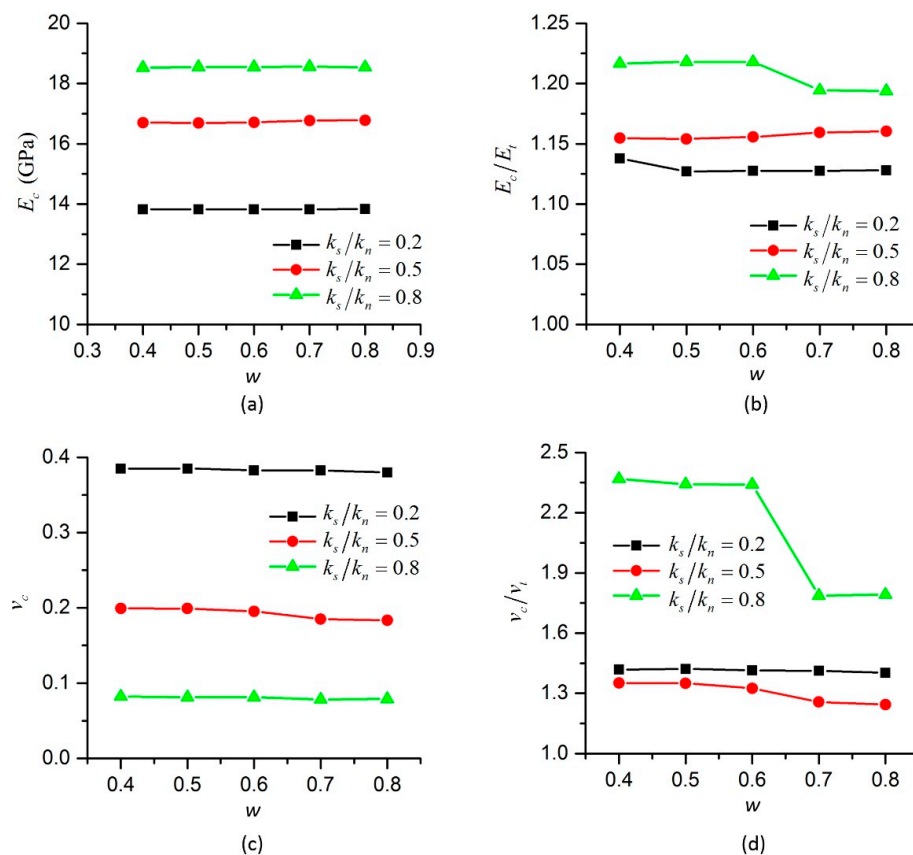 20
18
16
14
12
10
E_c (GPa)
k_s/k_n = 0.2
k_s/k_n = 0.5
k_s/k_n = 0.8
0.3 0.4 0.5 0.6 0.7 0.8 0.9
w
(a)
1.25
1.20
1.15
1.10
1.05
1.00
E_c/E_t
k_s/k_n = 0.2
k_s/k_n = 0.5
k_s/k_n = 0.8
0.4 0.5 0.6 0.7 0.8
w
(b)
0.4
0.3
0.2
0.1
0.0
v_c
k_s/k_n = 0.2
k_s/k_n = 0.5
k_s/k_n = 0.8
0.4 0.5 0.6 0.7 0.8
w
(c)
2.5
2.2
1.9
1.6
1.3
1.0
v_c/v_t
k_s/k_n = 0.2
k_s/k_n = 0.5
k_s/k_n = 0.8
0.4 0.5 0.6 0.7 0.8
w
(d)